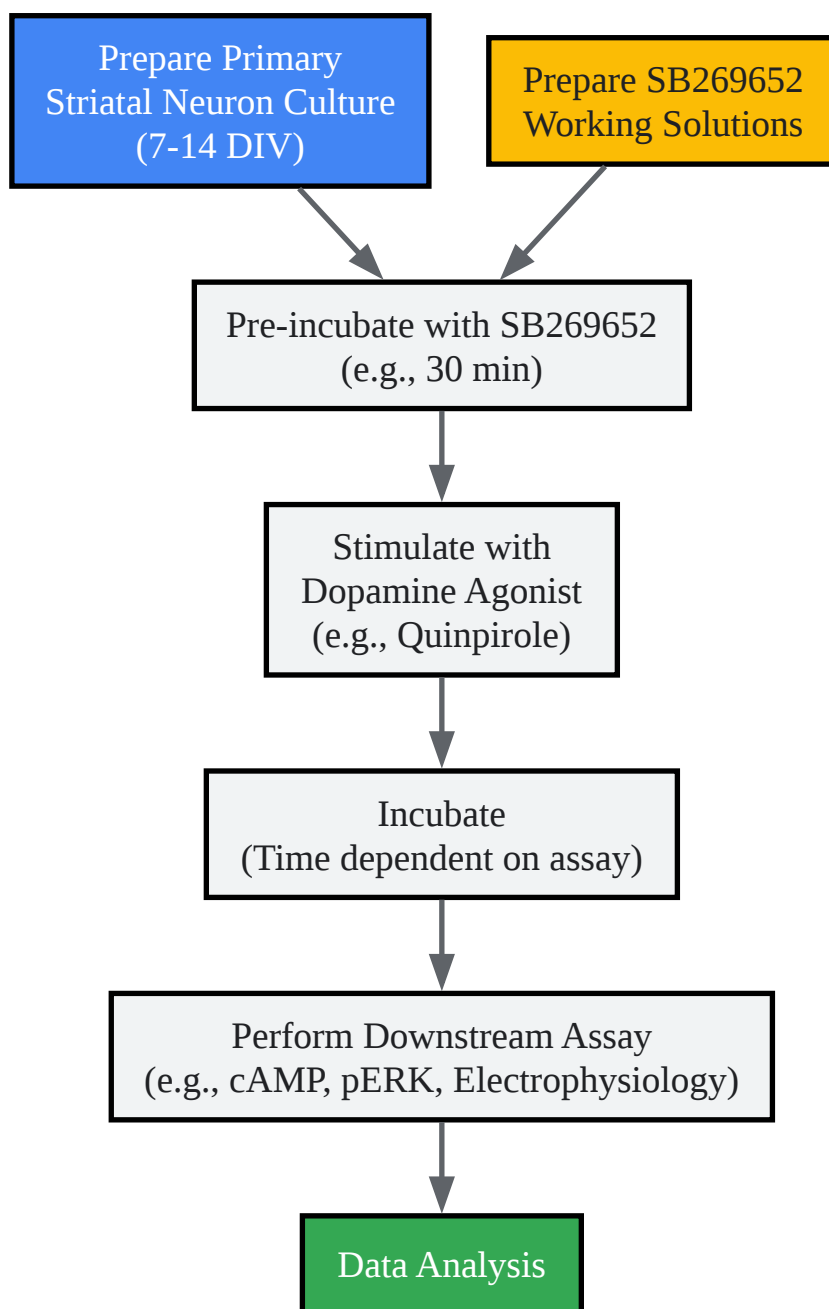 Prepare Primary
Striatal Neuron Culture
(7-14 DIV)
Prepare SB269652
Working Solutions
Pre-incubate with SB269652
(e.g., 30 min)
Stimulate with
Dopamine Agonist
(e.g., Quinpirole)
Incubate
(Time dependent on assay)
Perform Downstream Assay
(e.g., cAMP, pERK, Electrophysiology)
Data Analysis